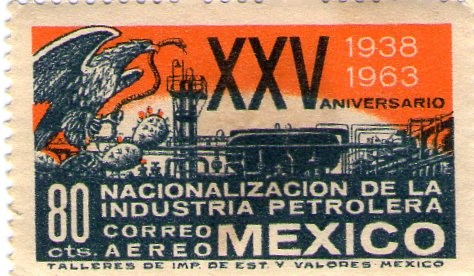 XXV
1938
1963
ANIVERSARIO
80
cts.
NACIONALIZACION DE LA
INDUSTRIA PETROLERA
CORREO
AEREO
MEXICO
TALLERES DE IMP. DE EST. Y VALORES-MEXICO